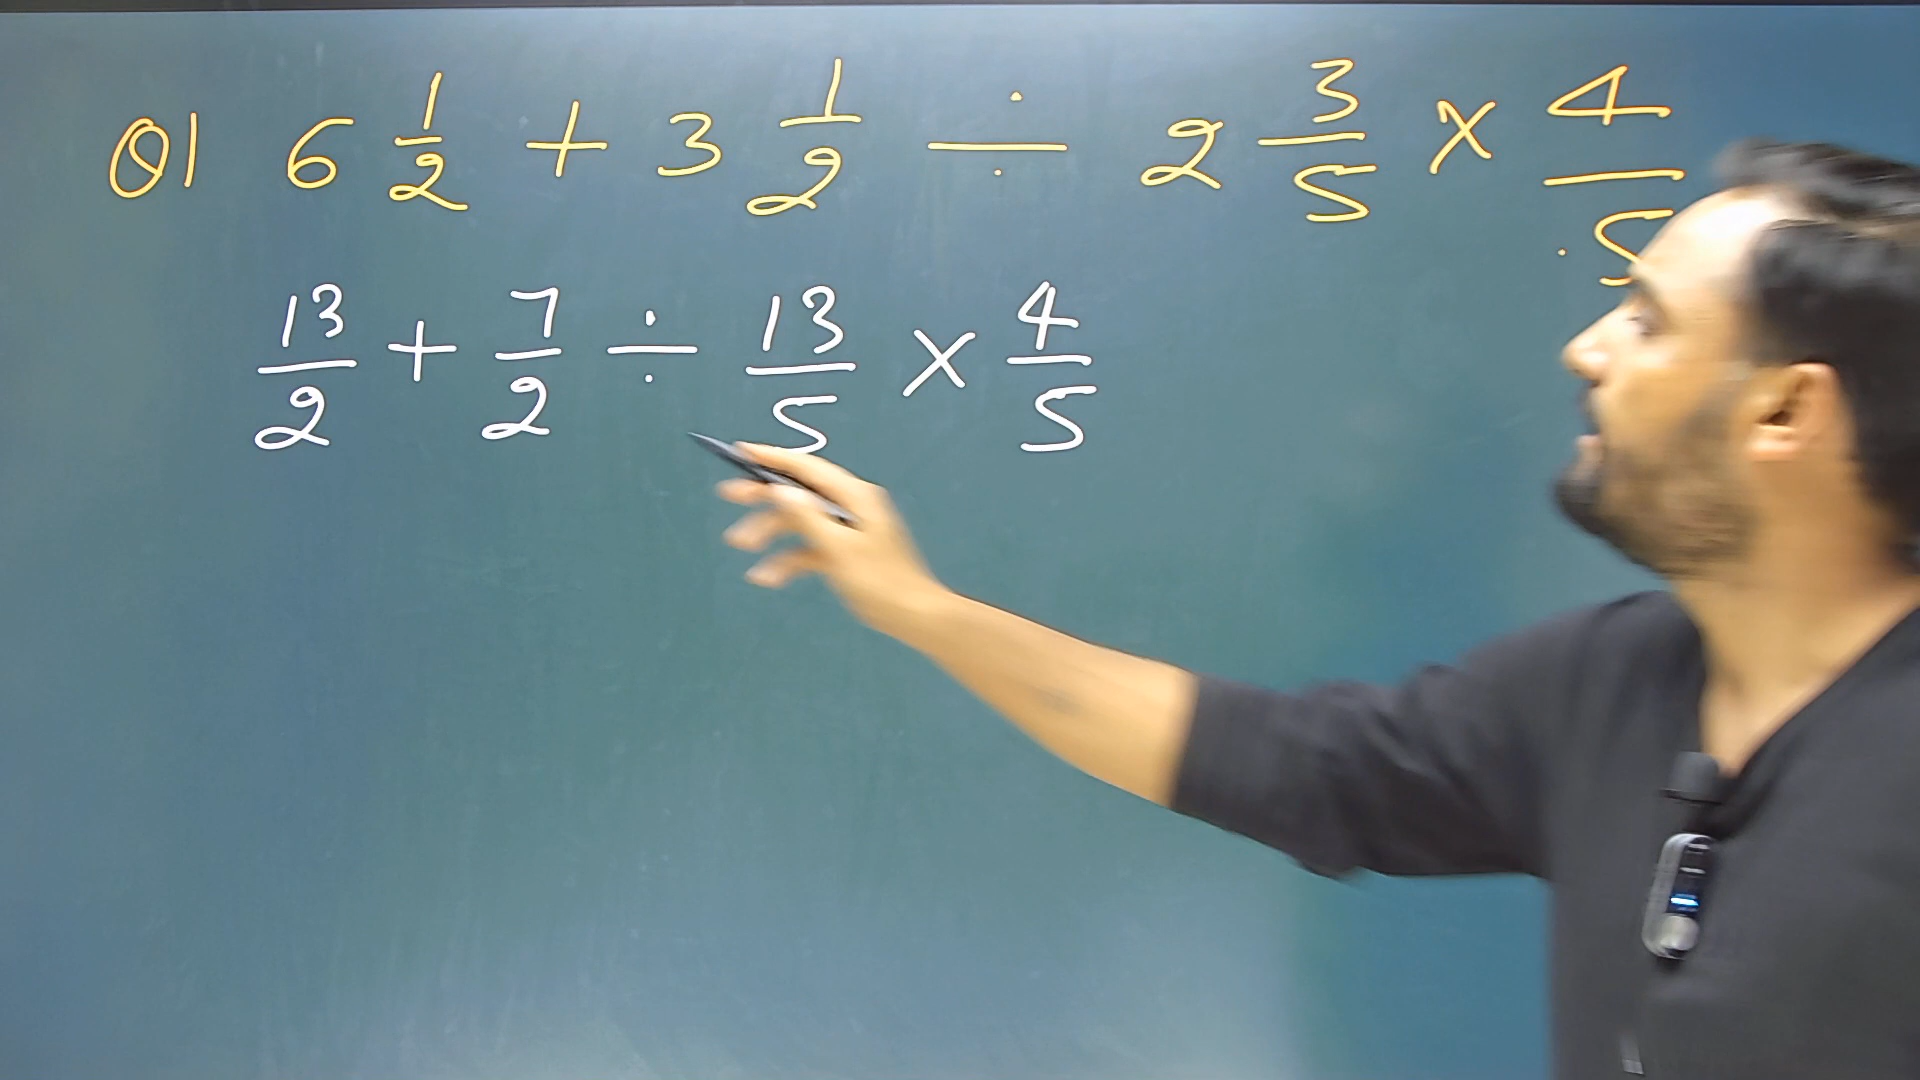 Q1 6 1/2 + 3 1/2 ÷ 2 3/5 × 4/5
13/2 + 7/2 ÷ 13/5 × 4/5